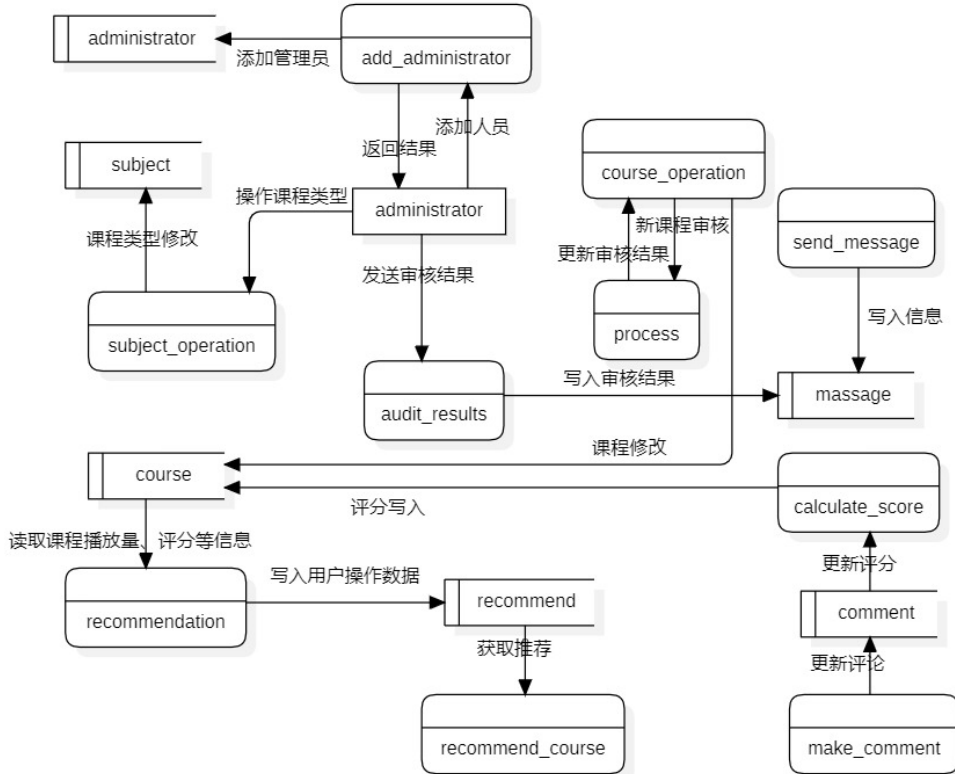 administrator
添加管理员
add_administrator
添加人员
返回结果
subject
操作课程类型
administrator
course_operation
课程类型修改
新课程审核
更新审核结果
send_message
发送审核结果
subject_operation
process
写入信息
写入审核结果
audit_results
massage
课程修改
course
评分写入
calculate_score
读取课程播放量、评分等信息
更新评分
写入用户操作数据
recommend
comment
recommendation
获取推荐
更新评论
recommend_course
make_comment